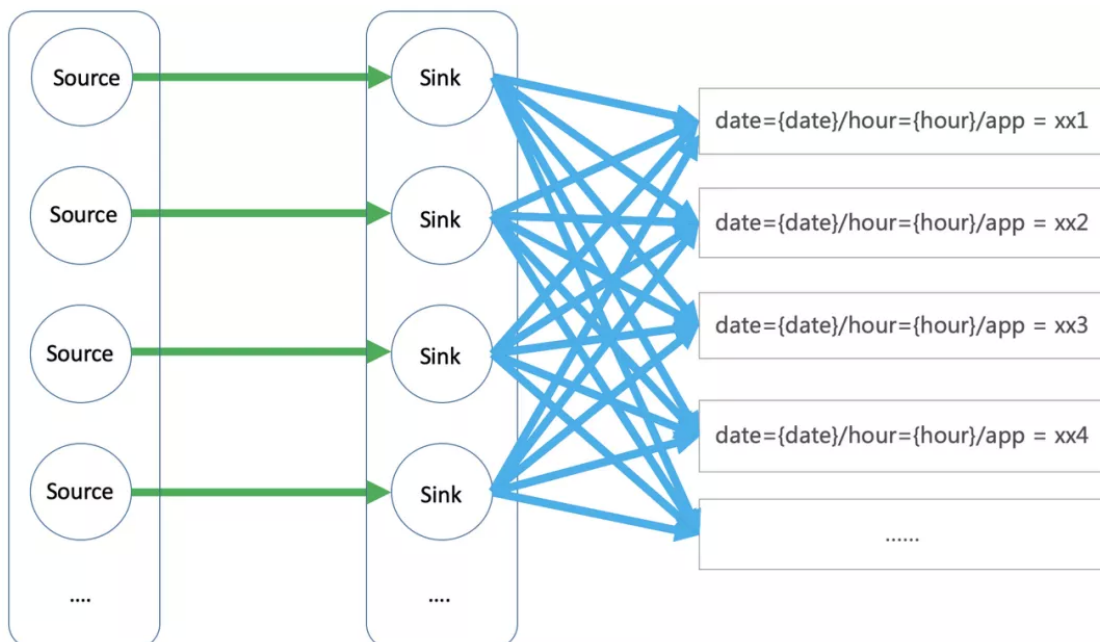 Source
Sink
date={date}/hour={hour}/app = xx1
Source
Sink
date={date}/hour={hour}/app = xx2
Source
Sink
date={date}/hour={hour}/app = xx3
Source
Sink
date={date}/hour={hour}/app = xx4
......
....
....